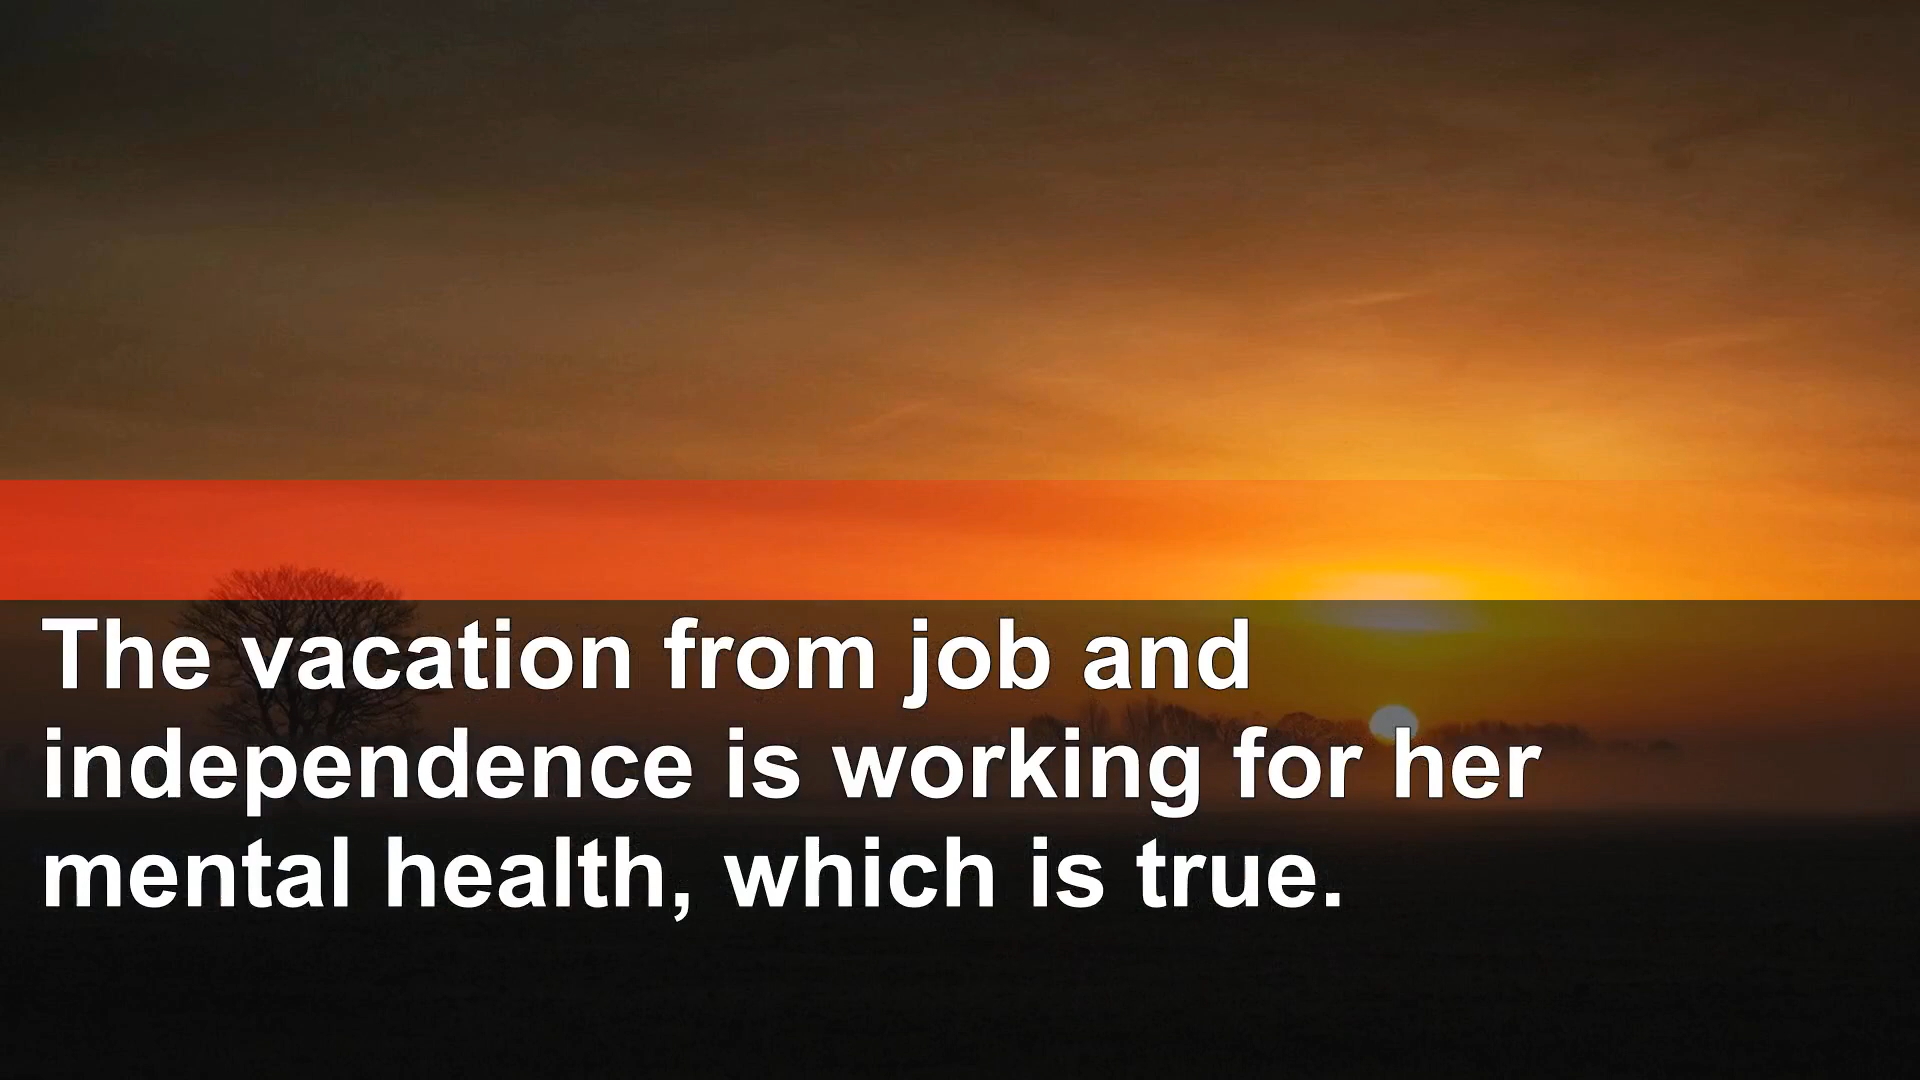 The vacation from job and
independence is working for her
mental health, which is true.